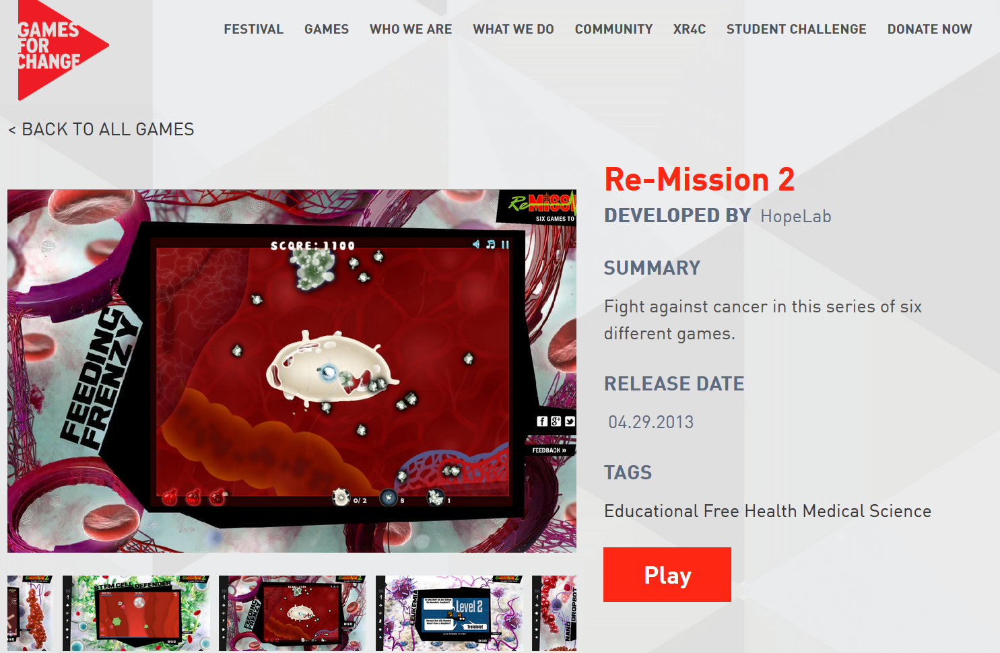 GAMES
FOR
CHANGE
FESTIVAL GAMES WHO WE ARE WHAT WE DO COMMUNITY XR4C STUDENT CHALLENGE DONATE NOW
< BACK TO ALL GAMES
Re-Mission 2
DEVELOPED BY HopeLab
SUMMARY
Fight against cancer in this series of six
different games.
RELEASE DATE
04.29.2013
TAGS
Educational Free Health Medical Science
Play
SIX GAMES TO
SCORE: 1100
FEEDING
FRENZY
FEEDBACK »
0/2 8 1
STEM CELL DEFENDER
FEEDING
FRENZY
LEUKEMIA
Level 2
Trolololo!
NANO DROPBOT